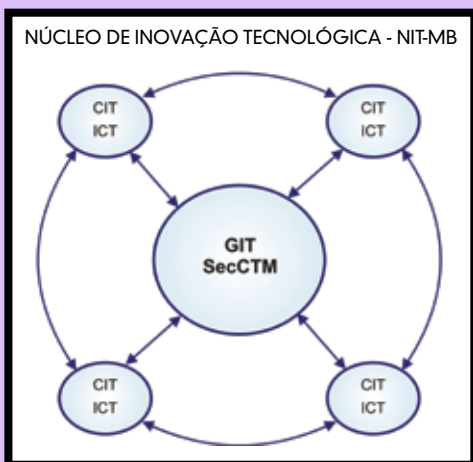 NÚCLEO DE INOVAÇÃO TECNOLÓGICA - NIT-MB
CIT
ICT
CIT
ICT
GIT
SecCTM
CIT
ICT
CIT
ICT